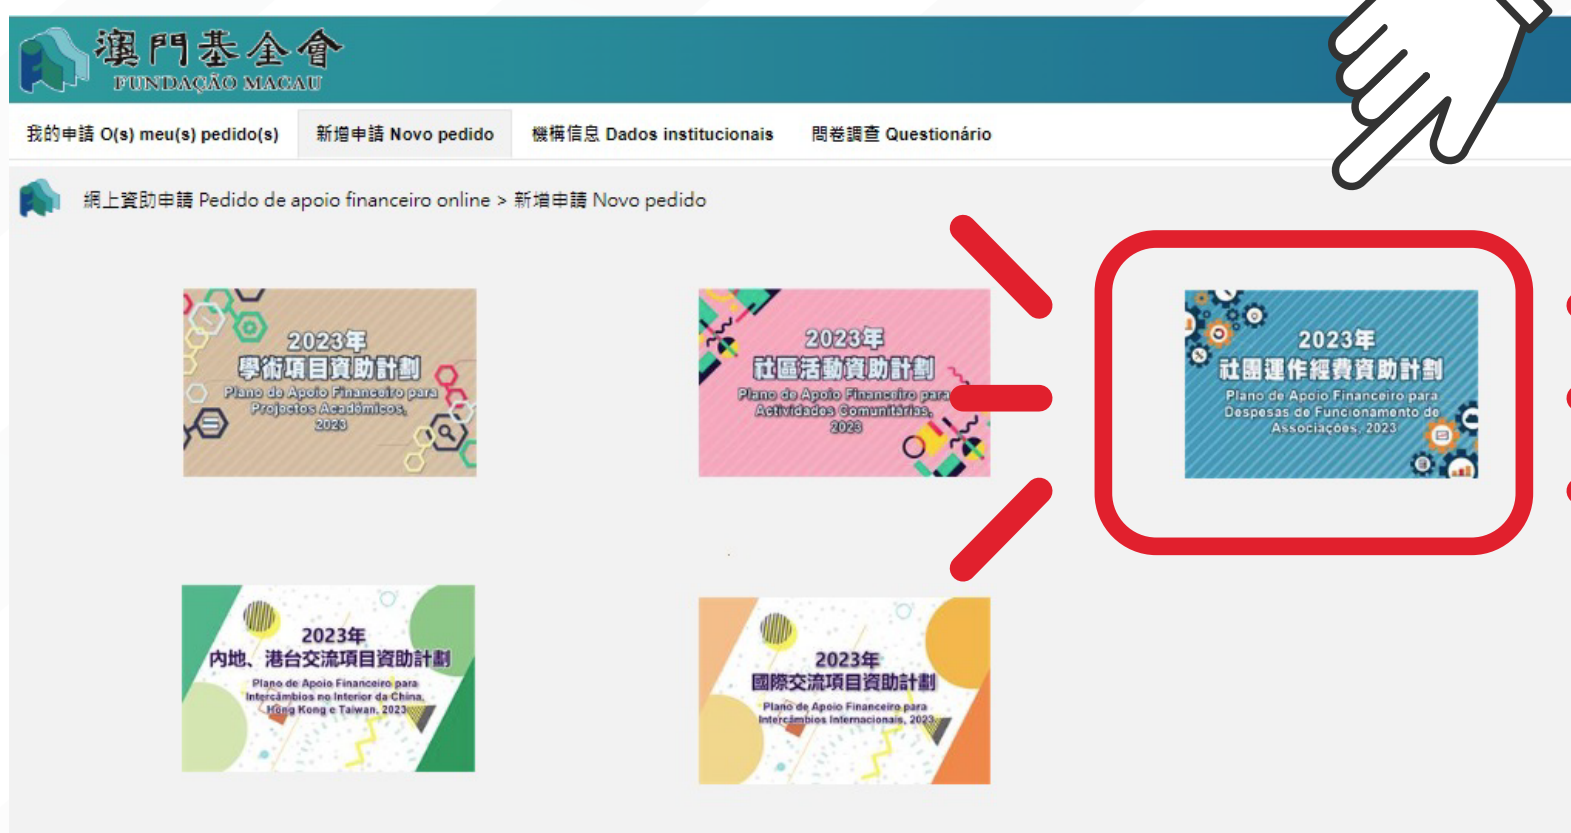 澳門基金會
FUNDAÇÃO MACAU
我的申請 O(s) meu(s) pedido(s) 新增申請 Novo pedido 機構信息 Dados institucionais 問卷調查 Questionário
網上資助申請 Pedido de apoio financeiro online > 新增申請 Novo pedido
2023年
學術項目資助計劃
Plano de Apoio Financeiro para
Projectos Académicos,
2023
2023年
社區活動資助計劃
Plano de Apoio Financeiro para
Actividades Comunitárias,
2023
2023年
社團運作經費資助計劃
Plano de Apoio Financeiro para
Despesas de Funcionamento de
Associações, 2023
2023年
內地、港台交流項目資助計劃
Plano de Apoio Financeiro para
Intercâmbios no Interior da China,
Hong Kong e Taiwan, 2023
2023年
國際交流項目資助計劃
Plano de Apoio Financeiro para
Intercâmbios Internacionais, 2023